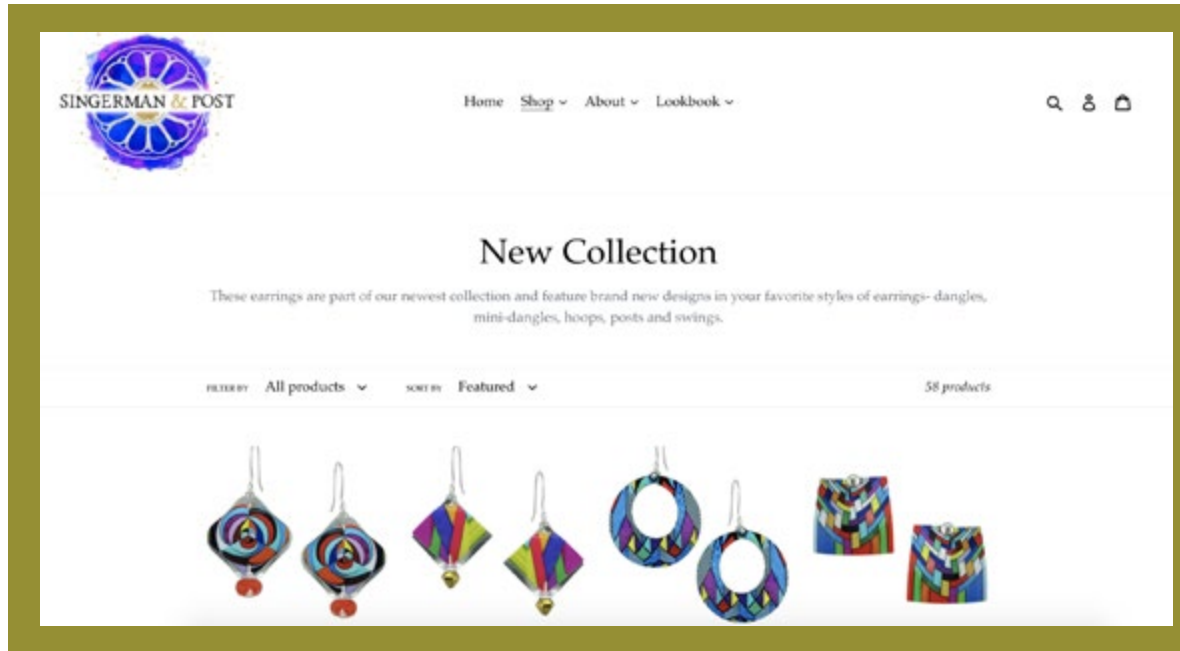 SINGERMAN & POST
Home Shop About Lookbook
New Collection
These earrings are part of our newest collection and feature brand new designs in your favorite styles of earrings- dangles,
mini-dangles, hoops, posts and swings.
FILTER BY All products SORT BY Featured 58 products